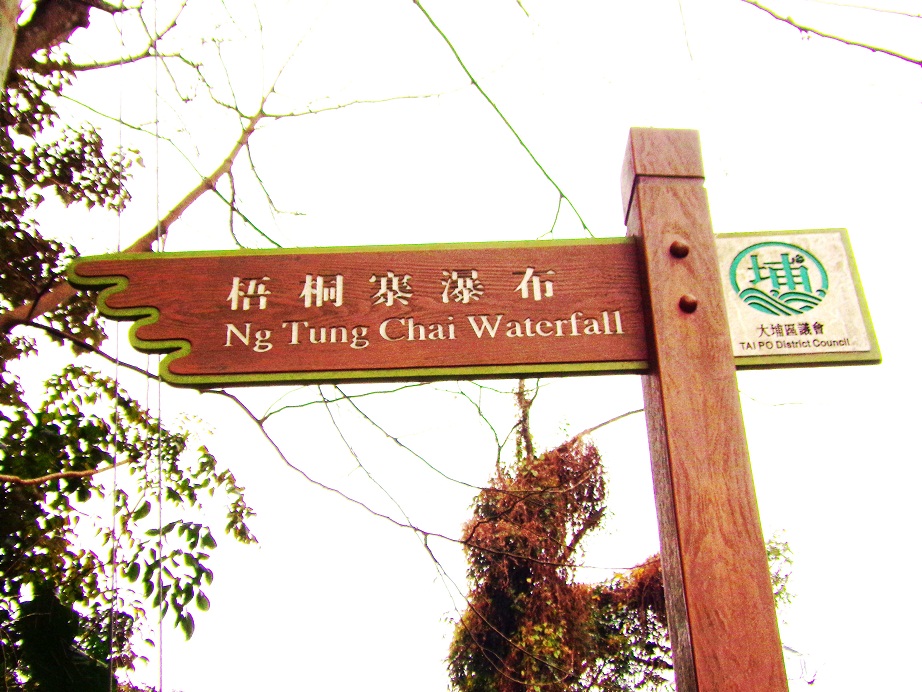 梧桐寨瀑布
Ng Tung Chai Waterfall
埔
大埔區議會
TAI PO District Council